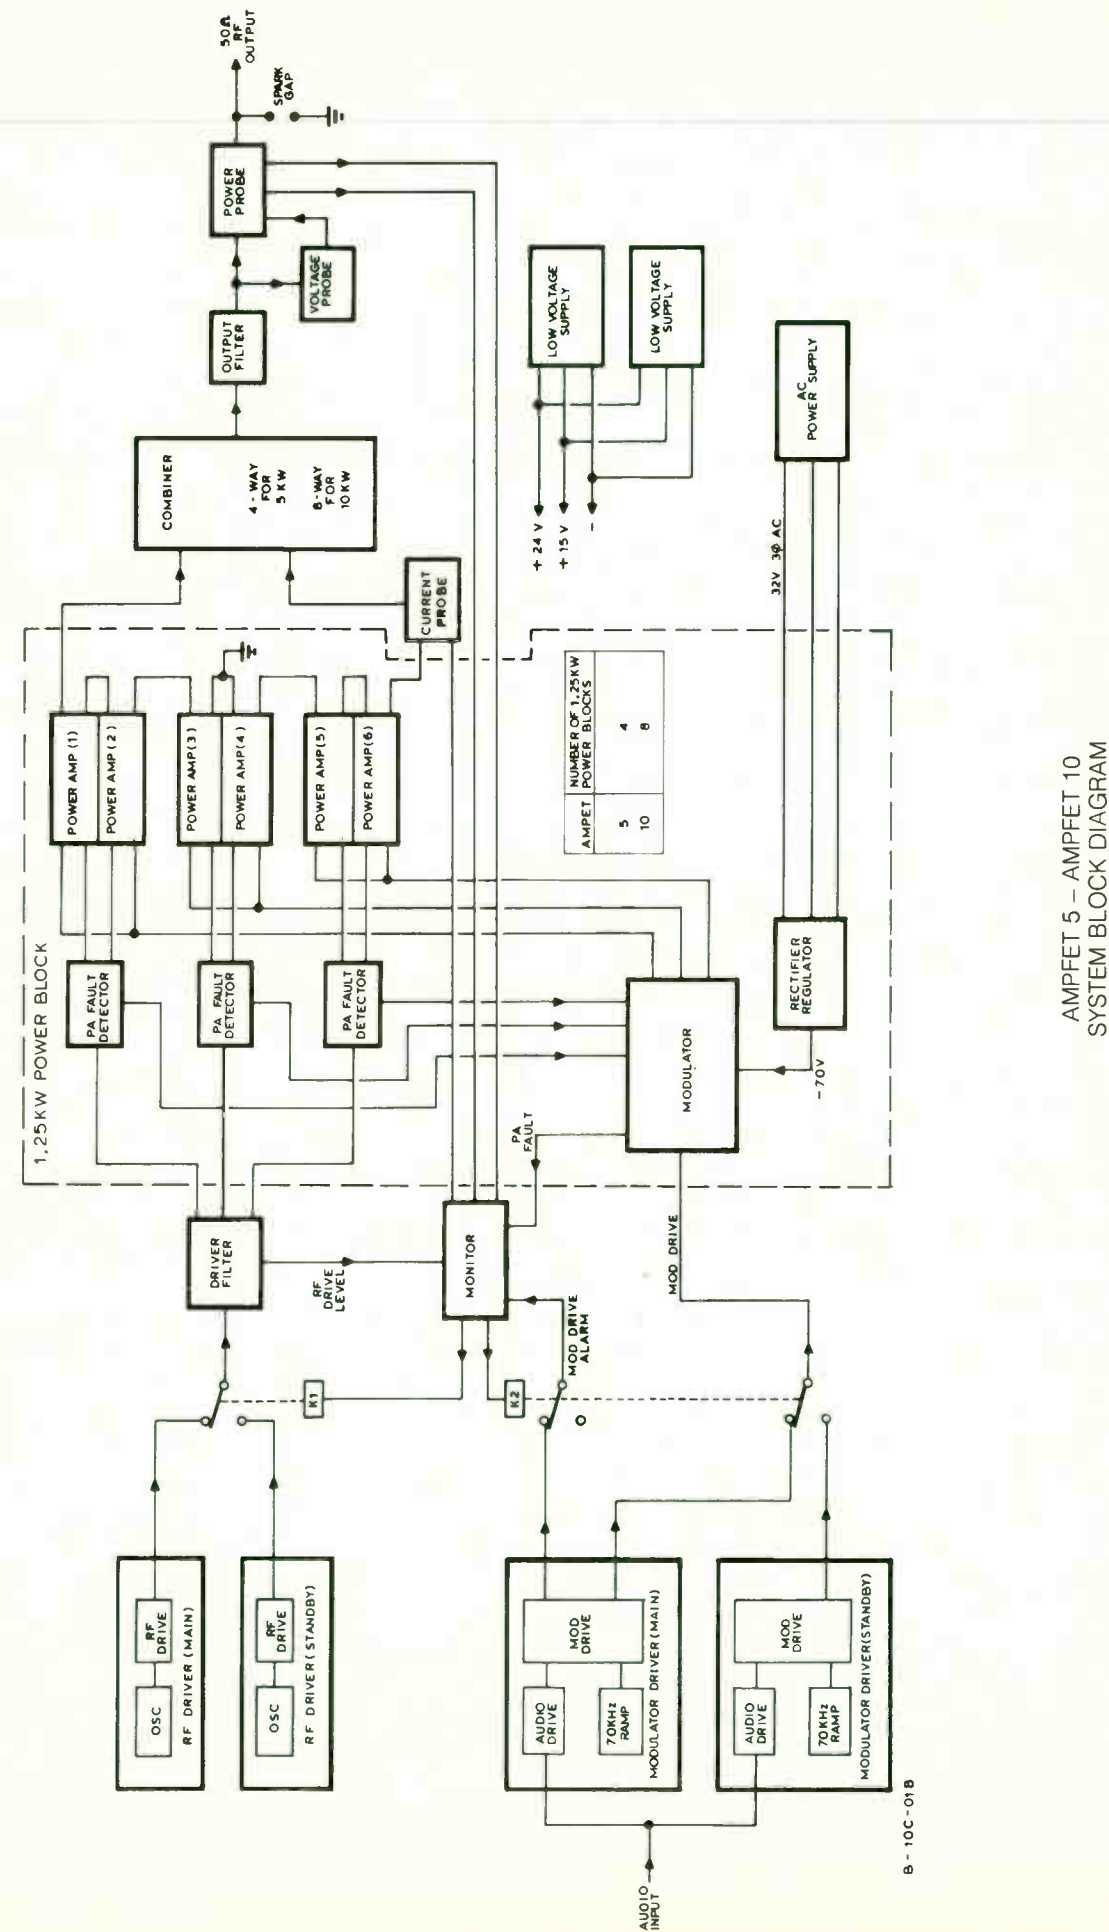 50Ω
RF
OUTPUT
SPARK
GAP
POWER
PROBE
VOLTAGE
PROBE
OUTPUT
FILTER
COMBINER
4-WAY
FOR
5 KW
8-WAY
FOR
10 KW
CURRENT
PROBE
LOW VOLTAGE
SUPPLY
LOW VOLTAGE
SUPPLY
+ 24 V
+ 15 V
-
AC
POWER SUPPLY
32V 3Ø AC
1,25KW POWER BLOCK
POWER AMP (1)
POWER AMP (2)
POWER AMP (3)
POWER AMP (4)
POWER AMP (5)
POWER AMP (6)
PA FAULT
DETECTOR
PA FAULT
DETECTOR
PA FAULT
DETECTOR
AMPET
NUMBER OF 1.25KW
POWER BLOCKS
5 4
10 8
MODULATOR
RECTIFIER
REGULATOR
-70V
PA
FAULT
DRIVER
FILTER
RF
DRIVE
LEVEL
MONITOR
MOD DRIVE
MOD DRIVE
ALARM
K1
K2
OSC
RF
DRIVE
RF DRIVER (MAIN)
OSC
RF
DRIVE
RF DRIVER (STANDBY)
AUDIO
DRIVE
70KHz
RAMP
MOD
DRIVE
MODULATOR DRIVER (MAIN)
AUDIO
DRIVE
70KHz
RAMP
MOD
DRIVE
MODULATOR DRIVER (STANDBY)
AUDIO
INPUT
B - 10C - 01B
AMPFET 5 – AMPFET 10
SYSTEM BLOCK DIAGRAM